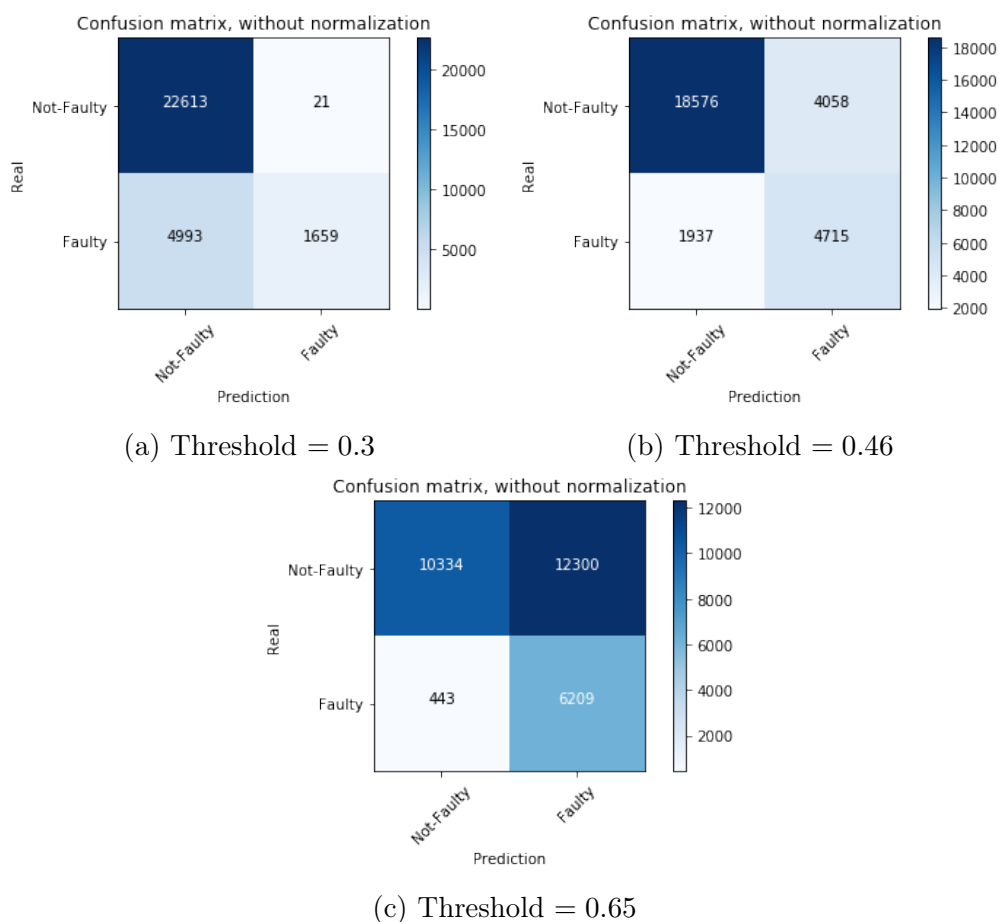 Confusion matrix, without normalization
Not-Faulty
Faulty
Real
22613 21
4993 1659
20000
15000
10000
5000
Not-Faulty
Faulty
Prediction
(a) Threshold = 0.3
Confusion matrix, without normalization
Not-Faulty
Faulty
Real
18576 4058
1937 4715
18000
16000
14000
12000
10000
8000
6000
4000
2000
Not-Faulty
Faulty
Prediction
(b) Threshold = 0.46
Confusion matrix, without normalization
Not-Faulty
Faulty
Real
10334 12300
443 6209
12000
10000
8000
6000
4000
2000
Not-Faulty
Faulty
Prediction
(c) Threshold = 0.65